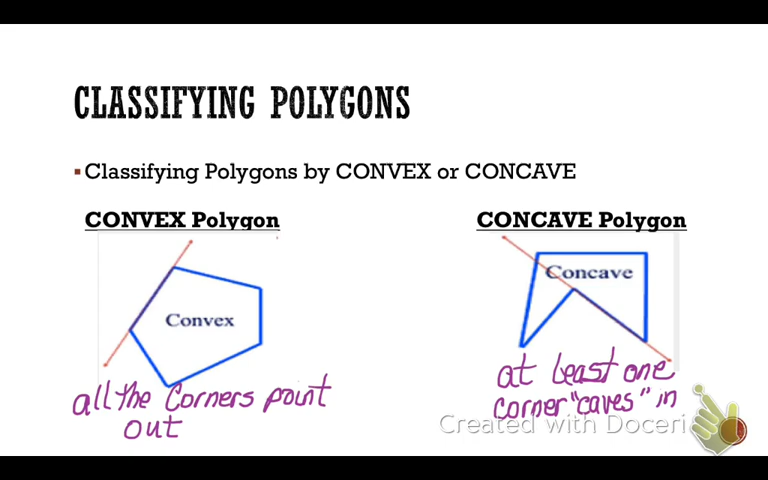 CLASSIFYING POLYGONS
▪Classifying Polygons by CONVEX or CONCAVE
CONVEX Polygon
Convex
all the Corners point
out
CONCAVE Polygon
Concave
at least one
corner "caves" in
Created with Doceri